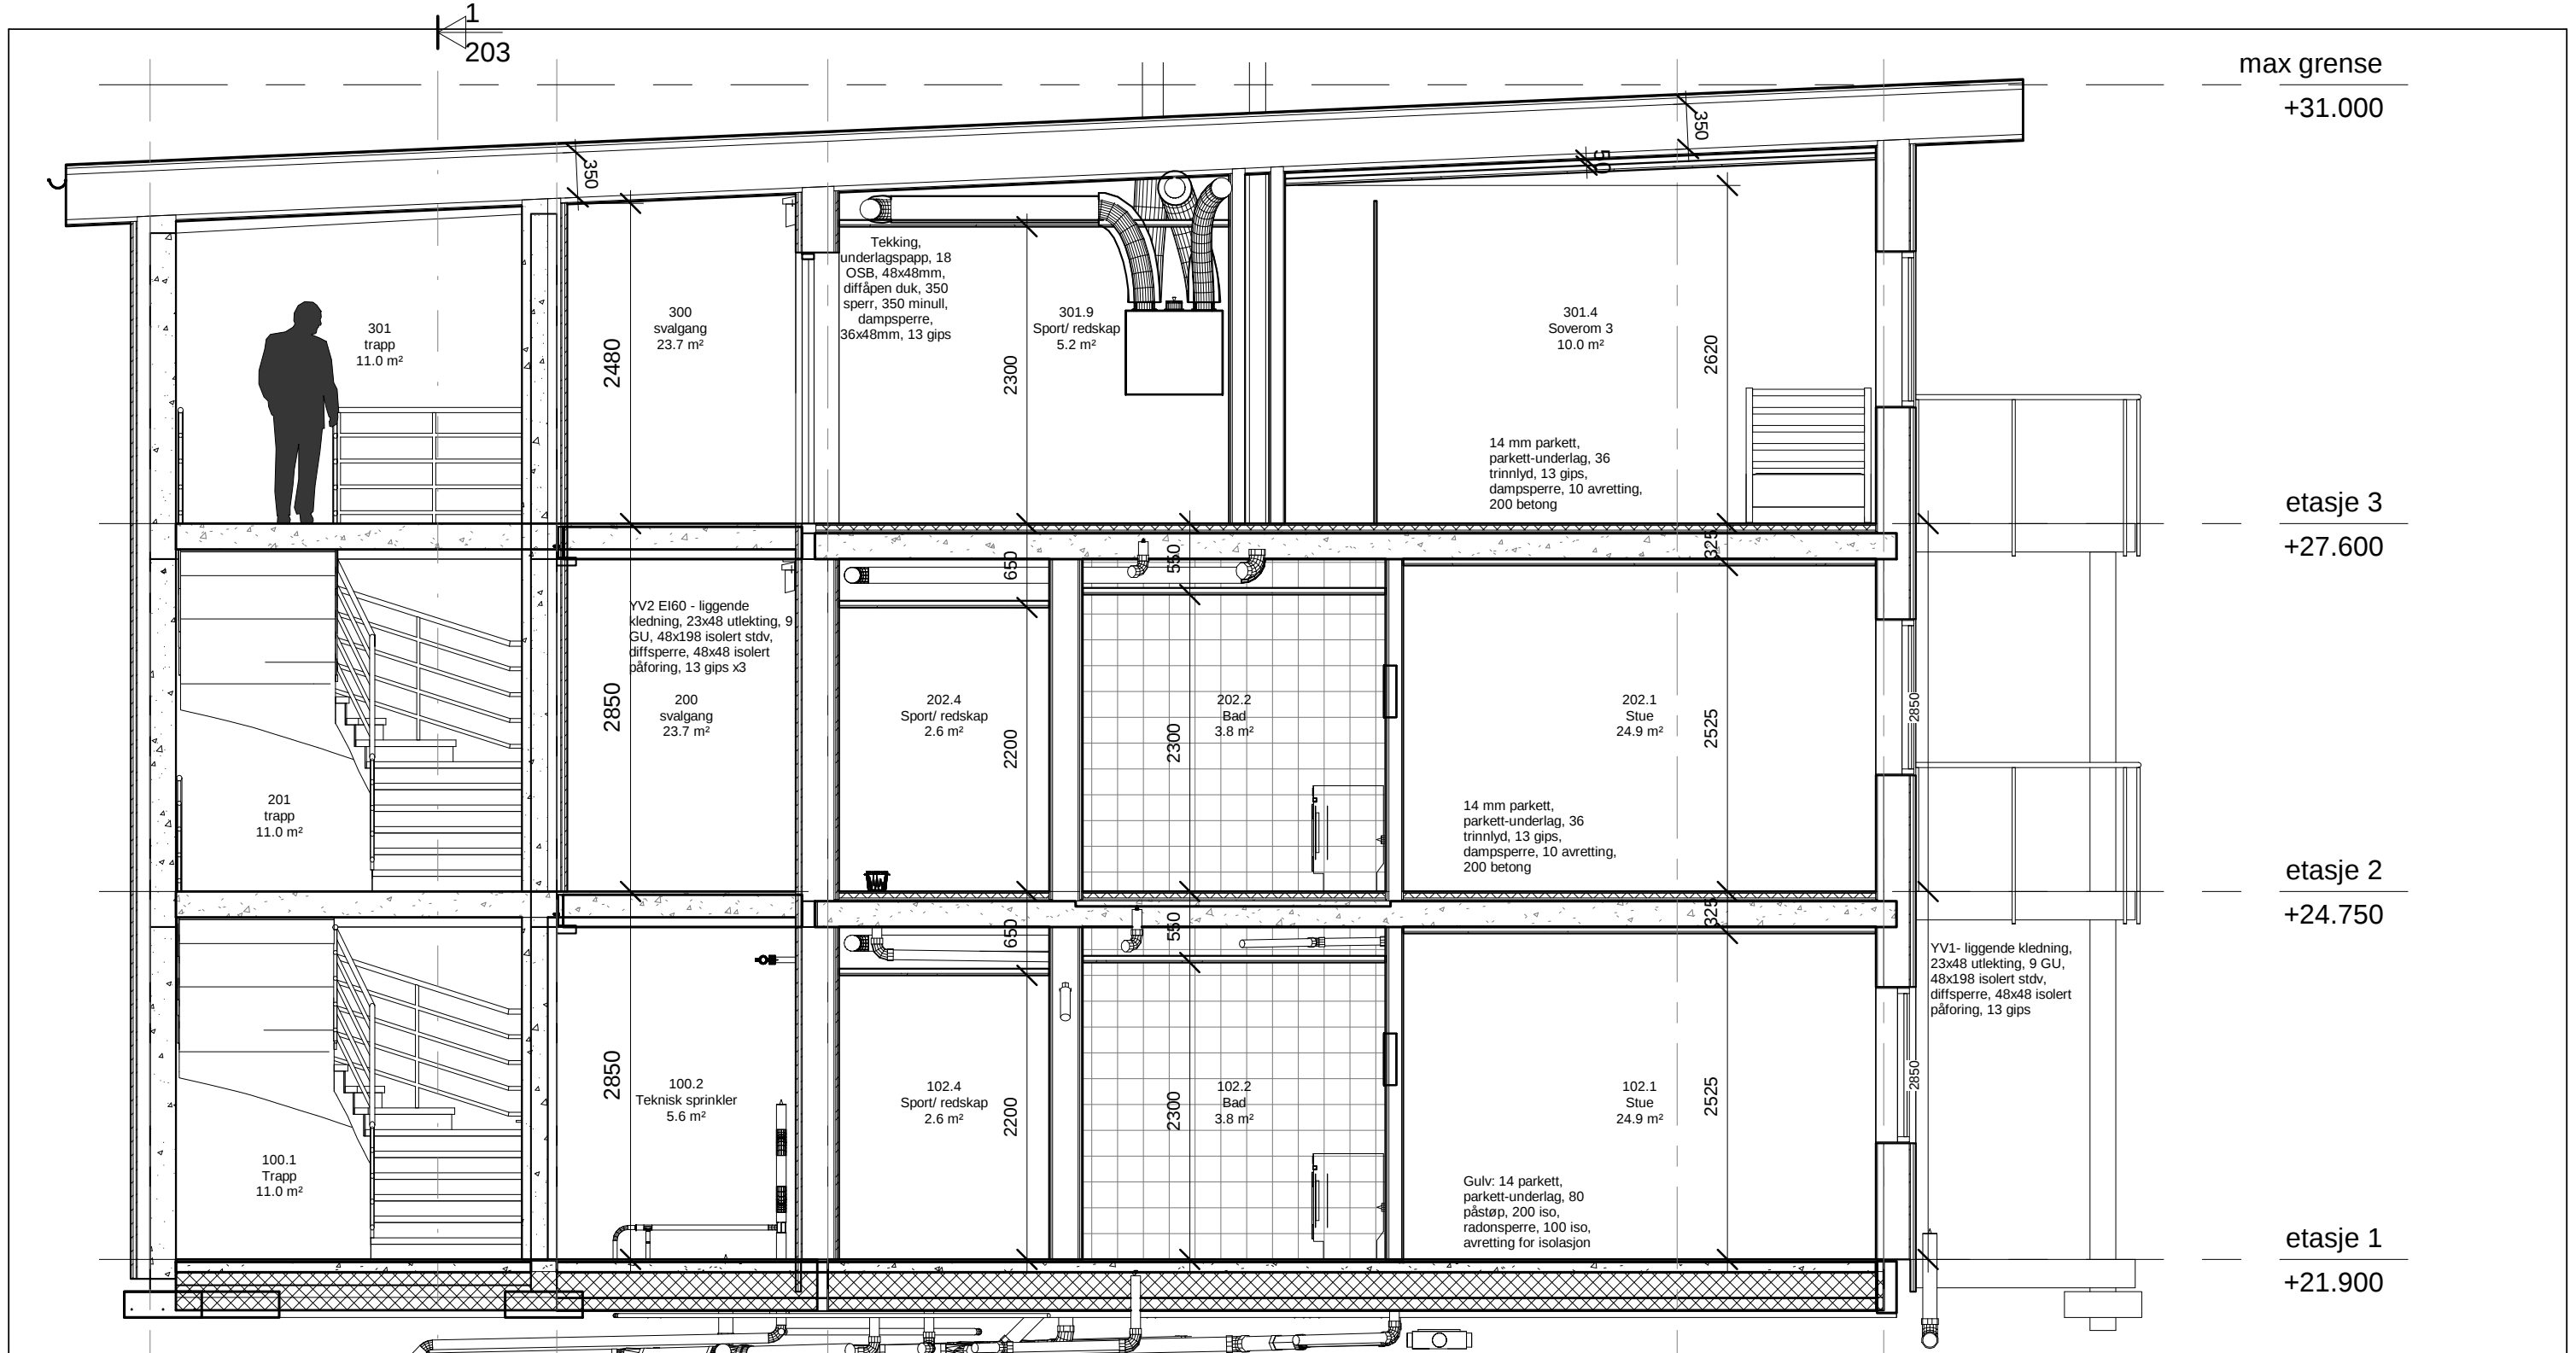 1
203
max grense
+31.000
350
350
50
Tekking,
underlagspapp, 18
OSB, 48x48mm,
diffåpen duk, 350
sperr, 350 minull,
dampsperre,
36x48mm, 13 gips
301
trapp
11.0 m²
300
svalgang
23.7 m²
2480
301.9
Sport/ redskap
5.2 m²
2300
301.4
Soverom 3
10.0 m²
2620
14 mm parkett,
parkett-underlag, 36
trinnlyd, 13 gips,
dampsperre, 10 avretting,
200 betong
etasje 3
+27.600
650
550
325
YV2 EI60 - liggende
kledning, 23x48 utlekting, 9
GU, 48x198 isolert stdv,
diffsperre, 48x48 isolert
påforing, 13 gips x3
2850
200
svalgang
23.7 m²
202.4
Sport/ redskap
2.6 m²
2200
202.2
Bad
3.8 m²
2300
202.1
Stue
24.9 m²
2525
2850
201
trapp
11.0 m²
14 mm parkett,
parkett-underlag, 36
trinnlyd, 13 gips,
dampsperre, 10 avretting,
200 betong
etasje 2
+24.750
650
550
325
YV1- liggende kledning,
23x48 utlekting, 9 GU,
48x198 isolert stdv,
diffsperre, 48x48 isolert
påforing, 13 gips
2850
100.2
Teknisk sprinkler
5.6 m²
102.4
Sport/ redskap
2.6 m²
2200
102.2
Bad
3.8 m²
2300
102.1
Stue
24.9 m²
2525
2850
100.1
Trapp
11.0 m²
Gulv: 14 parkett,
parkett-underlag, 80
påstøp, 200 iso,
radonsperre, 100 iso,
avretting for isolasjon
etasje 1
+21.900